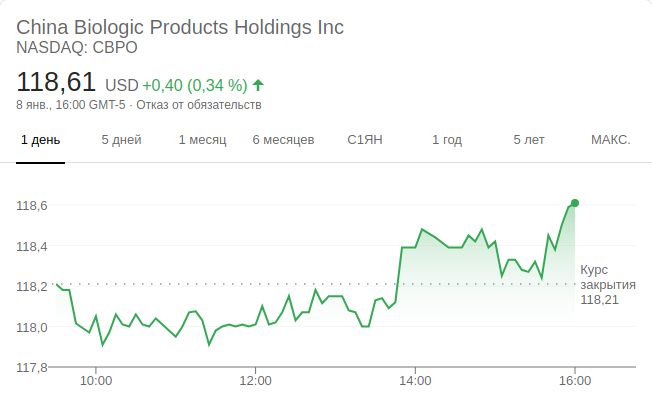 China Biologic Products Holdings Inc
NASDAQ: CBPO
118,61 USD +0,40 (0,34 %)
8 янв., 16:00 GMT-5 · Отказ от обязательств
1 день 5 дней 1 месяц 6 месяцев С1ЯН 1 год 5 лет МАКС.
118,6
118,4
118,2
118,0
117,8
Курс
закрытия
118,21
10:00 12:00 14:00 16:00